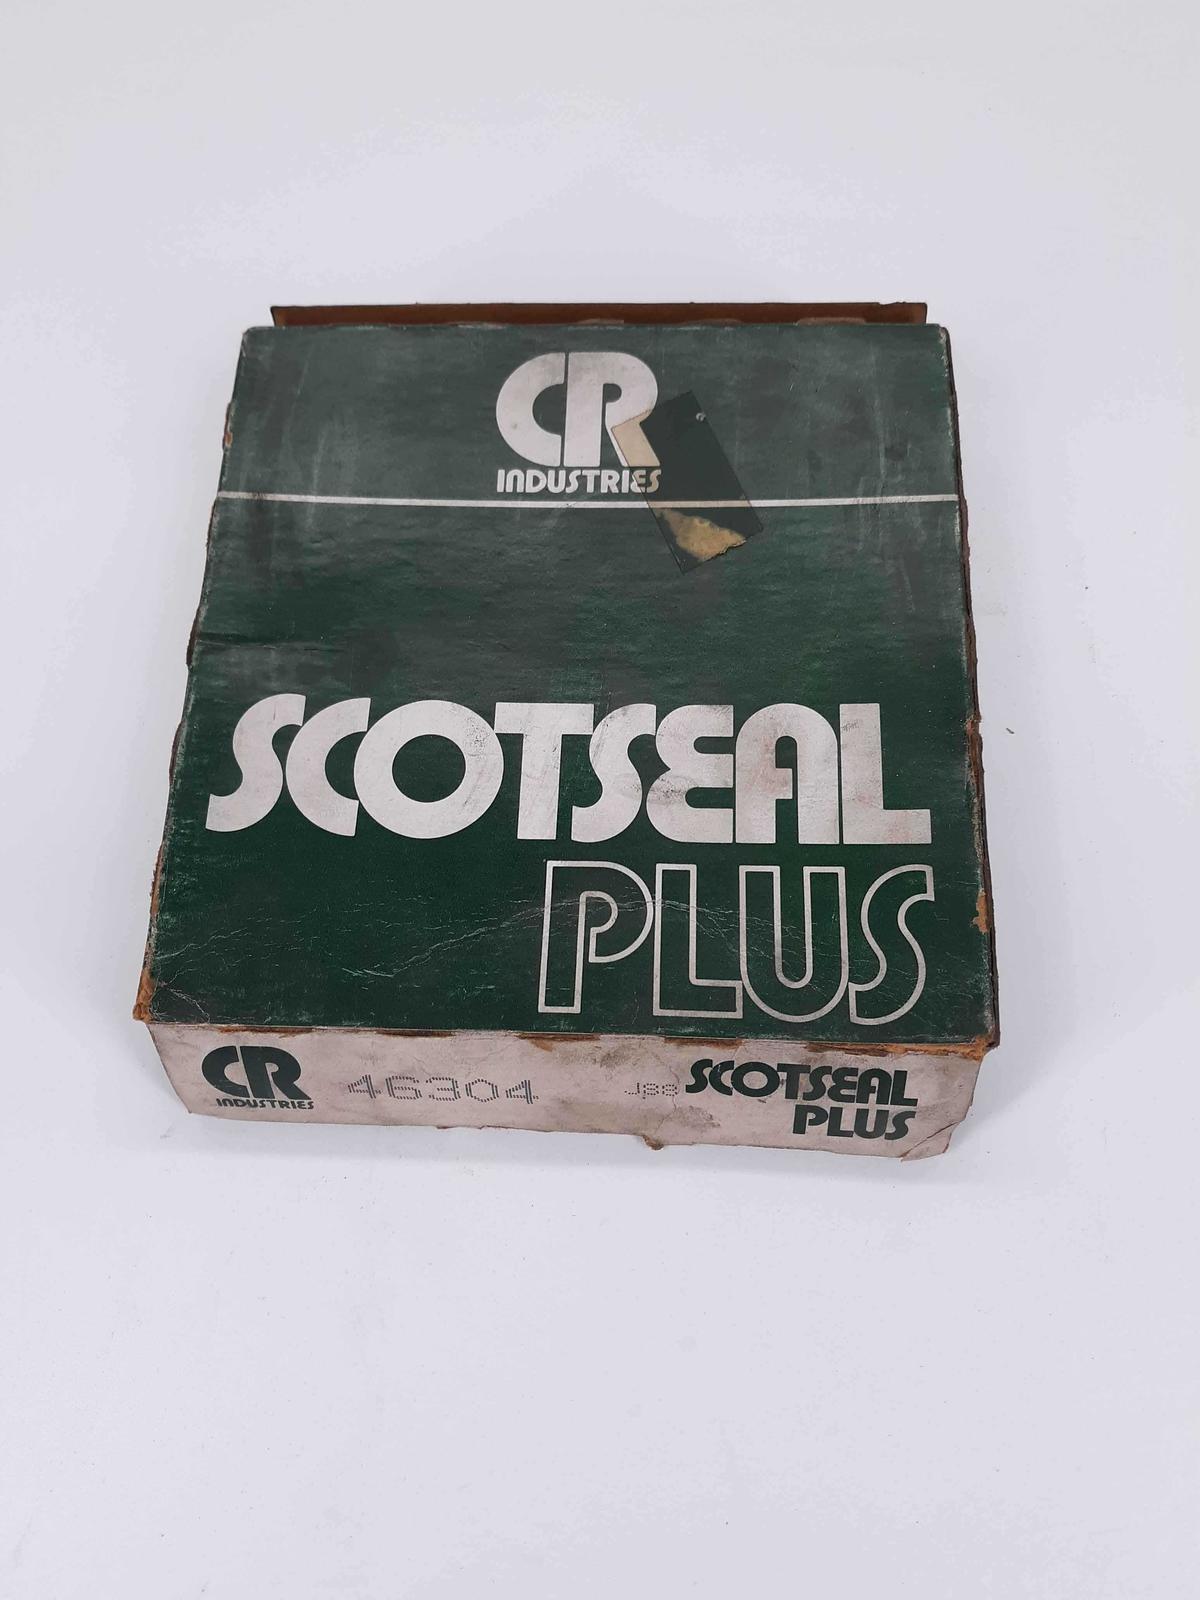 CR
INDUSTRIES
SCOTSEAL
PLUS
CR
INDUSTRIES
46304
J88
SCOTSEAL
PLUS